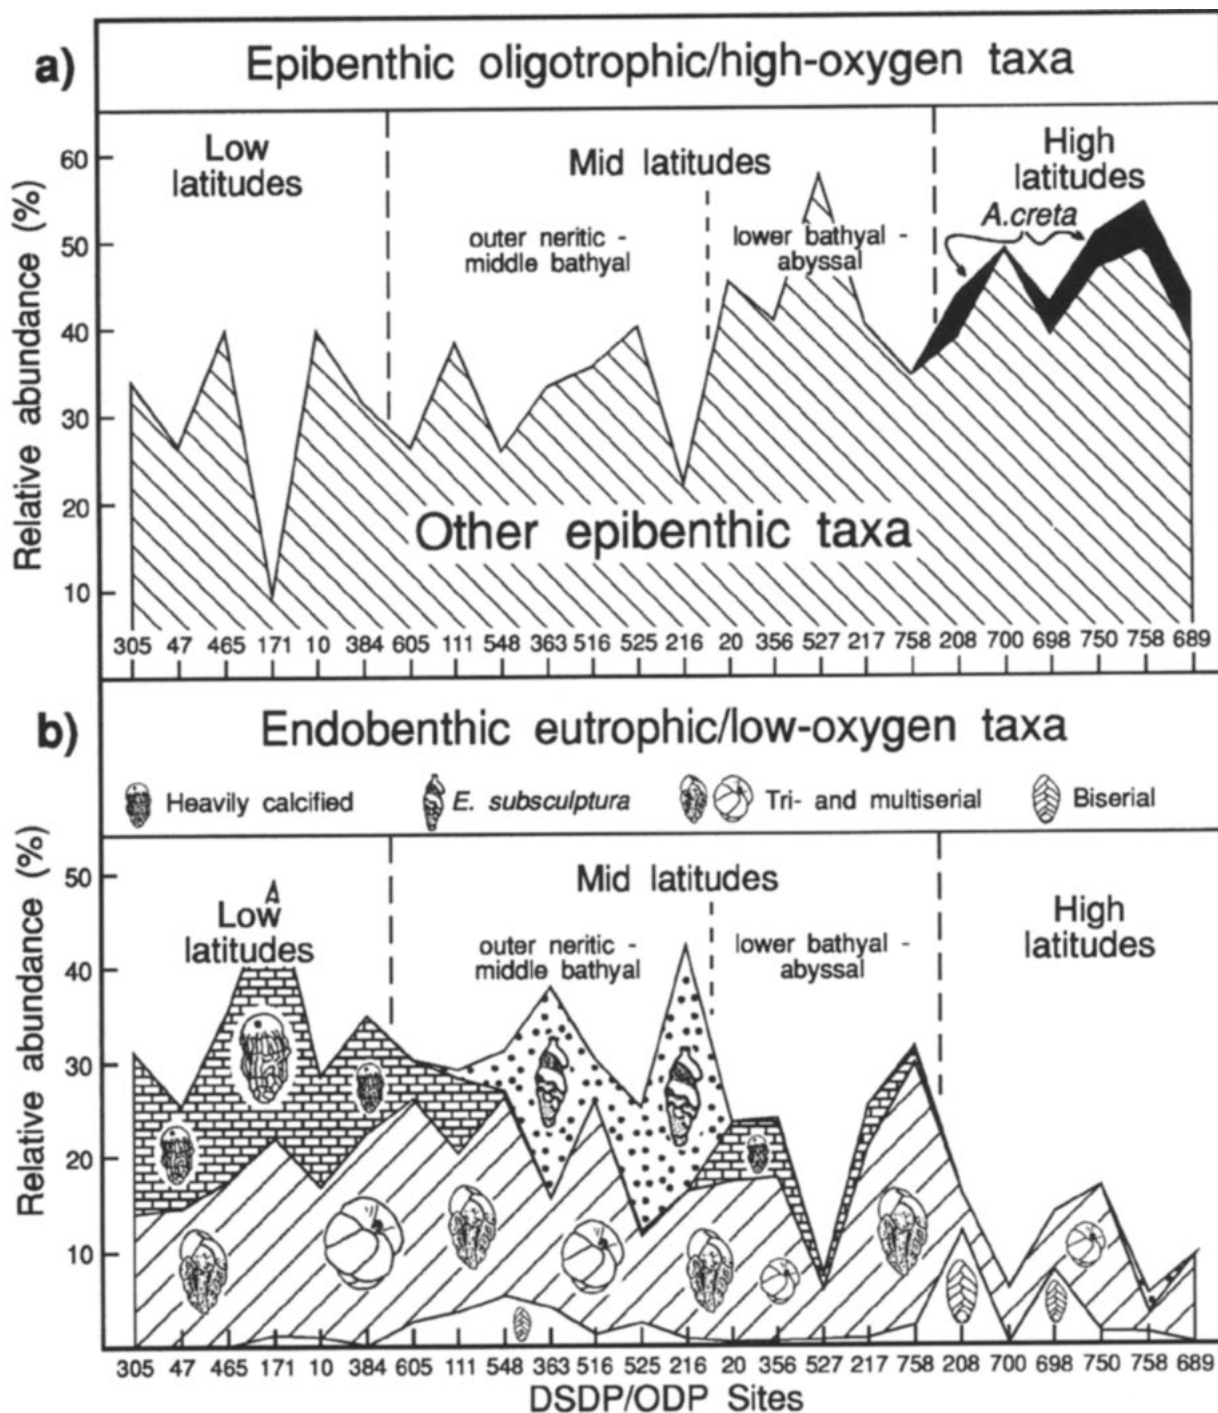 a) Epibenthic oligotrophic/high-oxygen taxa
Low
latitudes
Mid latitudes
High
latitudes
A.creta
outer neritic -
middle bathyal
lower bathyal -
abyssal
Relative abundance (%)
60
50
40
30
20
10
Other epibenthic taxa
305 47 465 171 10 384 605 111 548 363 516 525 216 20 356 527 217 758 208 700 698 750 758 689
b) Endobenthic eutrophic/low-oxygen taxa
Heavily calcified E. subsculptura Tri- and multiserial Biserial
Low
latitudes
Mid latitudes
High
latitudes
outer neritic -
middle bathyal
lower bathyal -
abyssal
Relative abundance (%)
50
40
30
20
10
305 47 465 171 10 384 605 111 548 363 516 525 216 20 356 527 217 758 208 700 698 750 758 689
DSDP/ODP Sites